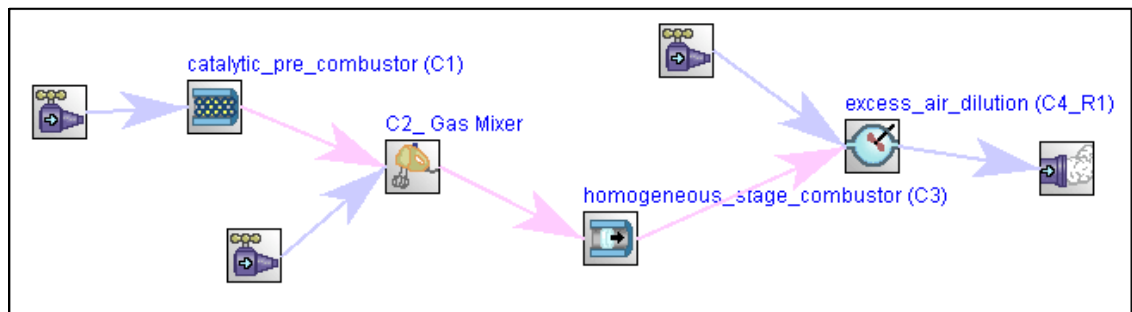 catalytic_pre_combustor (C1)
C2_ Gas Mixer
excess_air_dilution (C4_R1)
homogeneous_stage_combustor (C3)